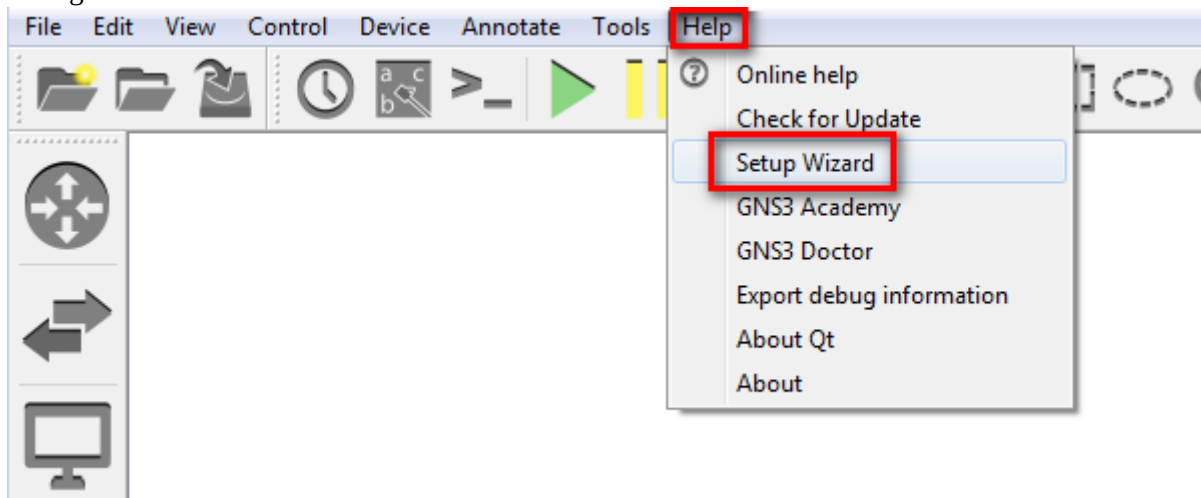 File Edit View Control Device Annotate Tools Help
a c
b
>_
? Online help
Check for Update
Setup Wizard
GNS3 Academy
GNS3 Doctor
Export debug information
About Qt
About